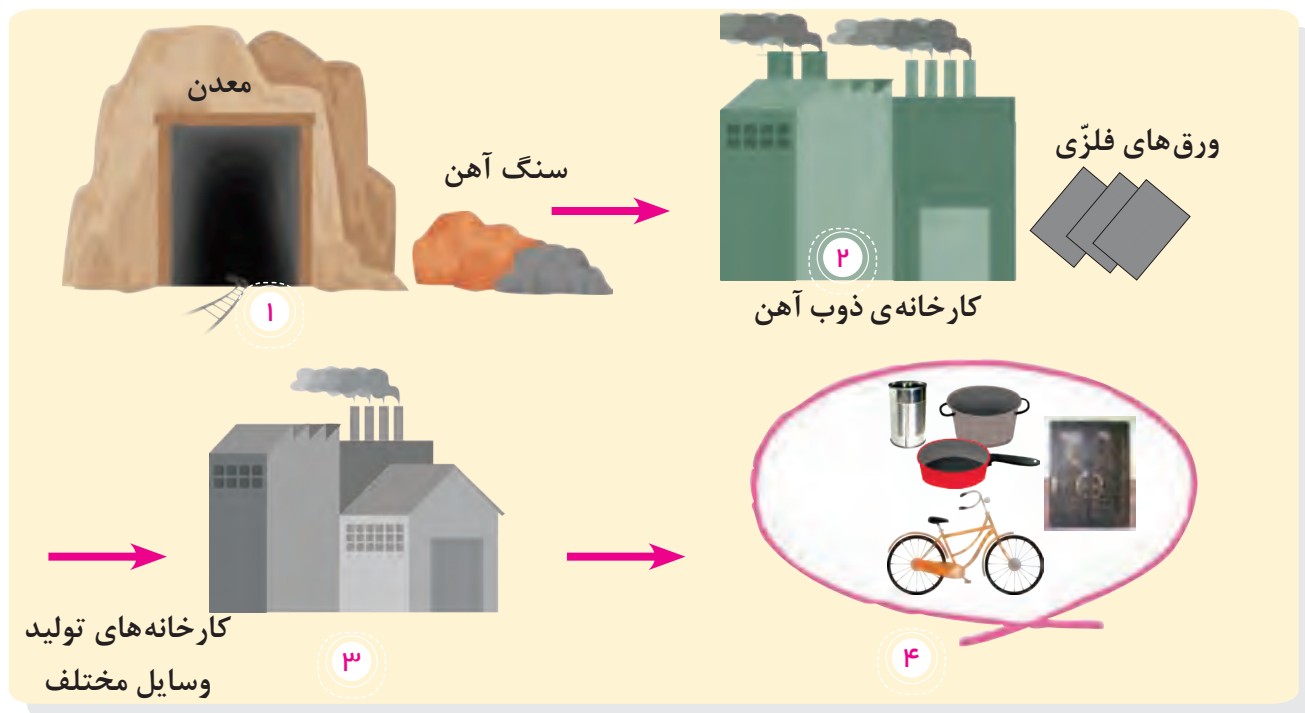 معدن
سنگ آهن
۱
ورق‌های فلزّی
۲
کارخانه‌ی ذوب آهن
کارخانه‌های تولید
وسایل مختلف
۳
۴